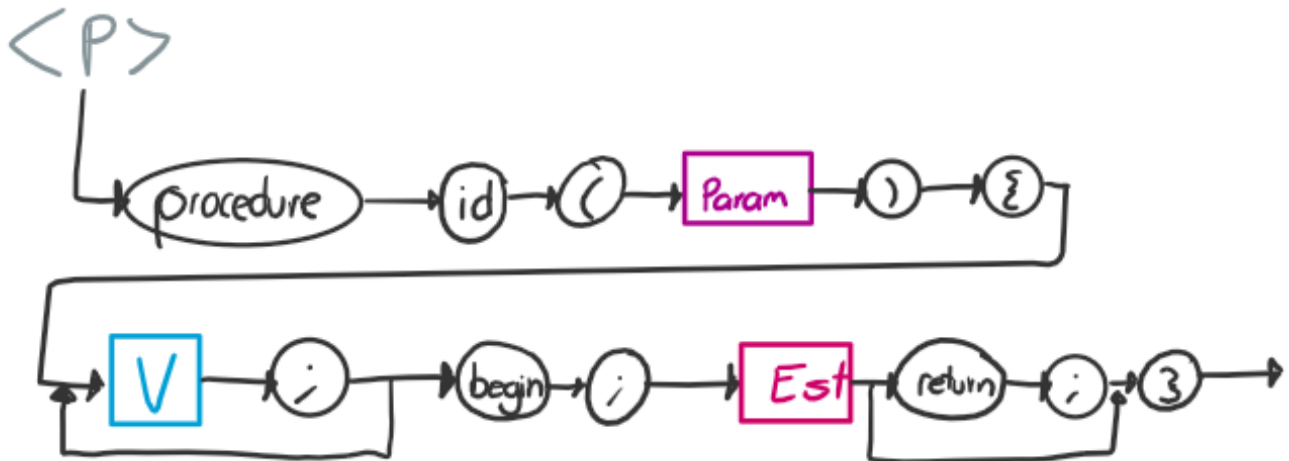 <P>
procedure id ( Param ) {
V ; begin ; Est return ; }